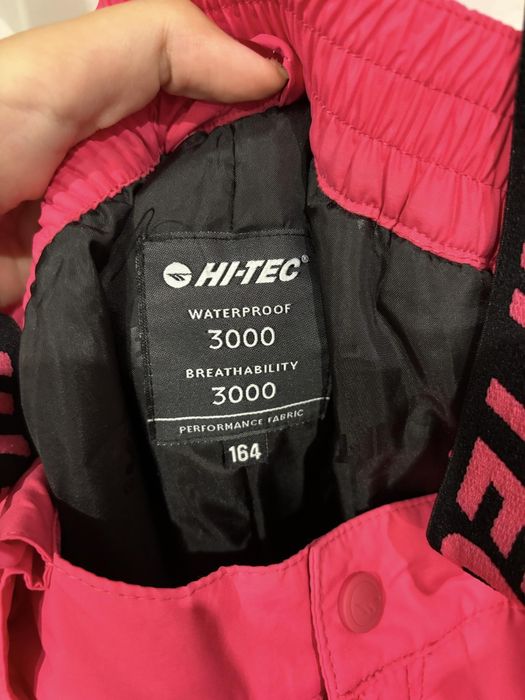 HI-TEC®
WATERPROOF
3000
BREATHABILITY
3000
PERFORMANCE FABRIC
164